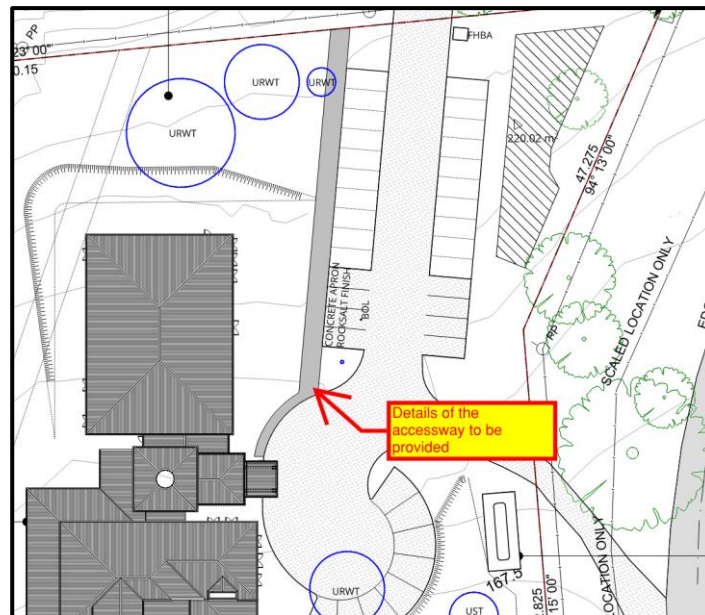 PP
23' 00"
0.15
FHBA
URWT
URWT
URWT
220.02 m²
47.275
94° 13' 00"
CONCRETE APRON
ROCKSALT FINISH
BOL
PP
SCALED LOCATION ONLY
Details of the
accessway to be
provided
LOCATION ONLY
167.5
825
15' 00"
URWT
UST